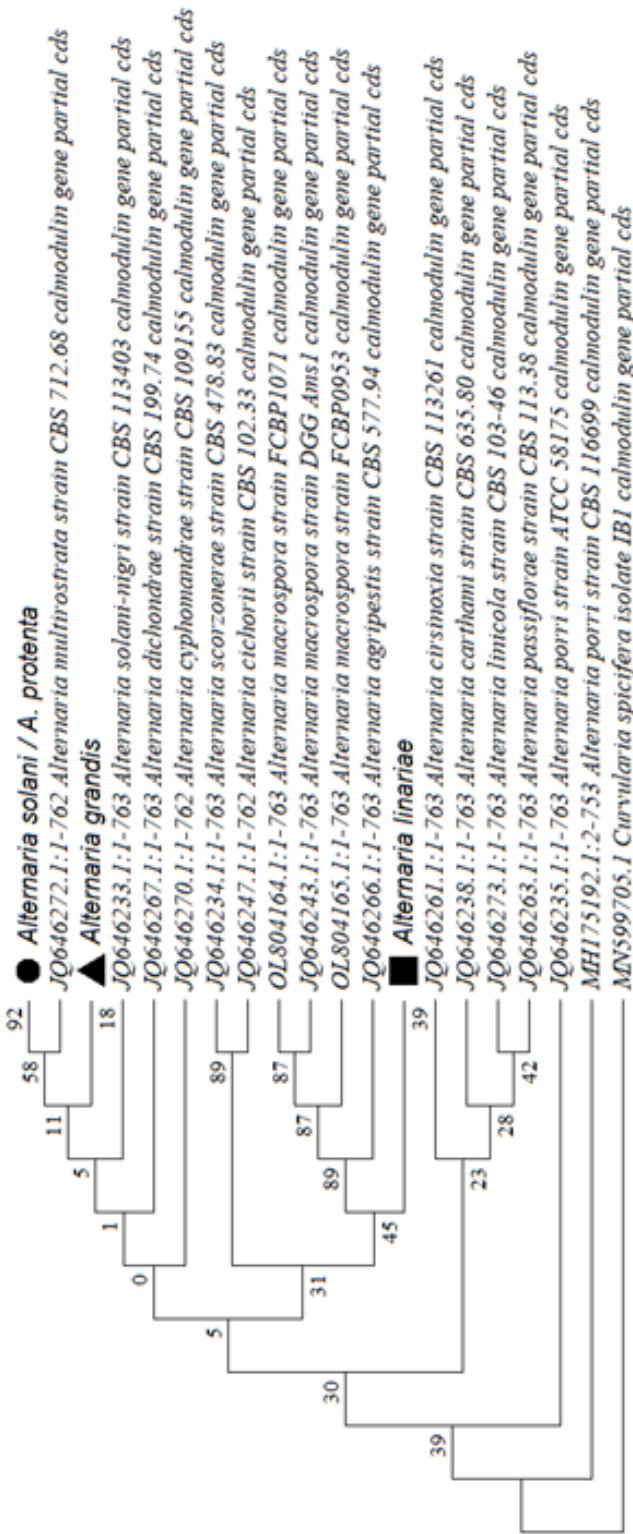 Alternaria solani / A. protenta
JQ646272.1:1-762 Alternaria multirostrata strain CBS 712.68 calmodulin gene partial cds
Alternaria grandis
JQ646233.1:1-763 Alternaria solani-nigri strain CBS 113403 calmodulin gene partial cds
JQ646267.1:1-763 Alternaria dichondrae strain CBS 199.74 calmodulin gene partial cds
JQ646270.1:1-762 Alternaria cyphomandrae strain CBS 109155 calmodulin gene partial cds
JQ646234.1:1-763 Alternaria scorzonerae strain CBS 478.83 calmodulin gene partial cds
JQ646247.1:1-762 Alternaria cichorii strain CBS 102.33 calmodulin gene partial cds
OL804164.1:1-763 Alternaria macrospora strain FCBP1071 calmodulin gene partial cds
JQ646243.1:1-763 Alternaria macrospora strain DGG Ams1 calmodulin gene partial cds
OL804165.1:1-763 Alternaria macrospora strain FCBP0953 calmodulin gene partial cds
JQ646266.1:1-763 Alternaria agripestis strain CBS 577.94 calmodulin gene partial cds
Alternaria linariae
JQ646261.1:1-763 Alternaria cirsinoxia strain CBS 113261 calmodulin gene partial cds
JQ646238.1:1-763 Alternaria carthami strain CBS 635.80 calmodulin gene partial cds
JQ646273.1:1-763 Alternaria linicola strain CBS 103-46 calmodulin gene partial cds
JQ646263.1:1-763 Alternaria passiflorae strain CBS 113.38 calmodulin gene partial cds
JQ646235.1:1-763 Alternaria porri strain ATCC 58175 calmodulin gene partial cds
MH175192.1:2-753 Alternaria porri strain CBS 116699 calmodulin gene partial cds
MN599705.1 Curvularia spicifera isolate IB1 calmodulin gene partial cds
92
58
11
5
18
1
0
89
87
87
89
45
31
5
39
42
28
23
30
39